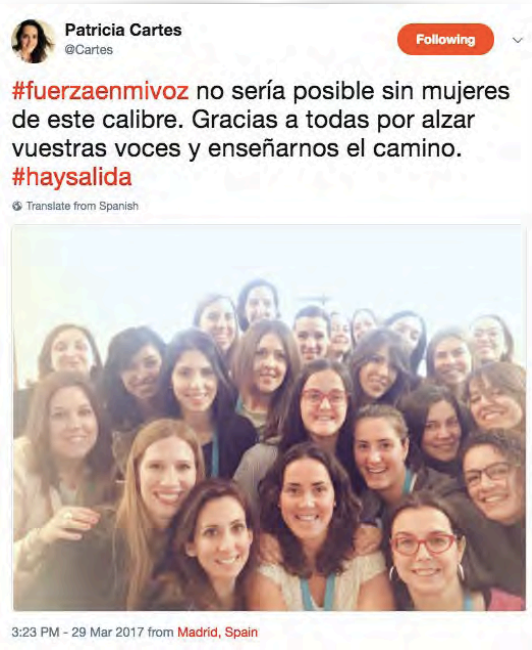 Patricia Cartes
@Cartes
Following
#fuerzaenmivoz no sería posible sin mujeres
de este calibre. Gracias a todas por alzar
vuestras voces y enseñarnos el camino.
#haysalida
Translate from Spanish
3:23 PM - 29 Mar 2017 from Madrid, Spain